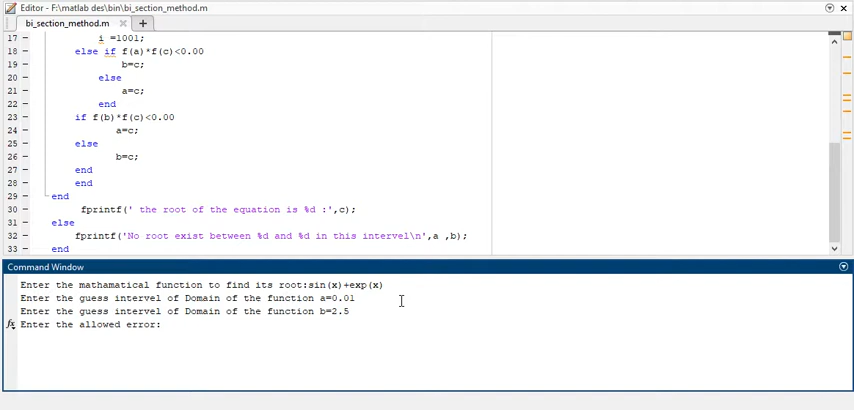 Editor - F:\matlab des\bin\bi_section_method.m
bi_section_method.m
17 i =1001;
18 else if f(a)*f(c)<0.00
19 b=c;
20 else
21 a=c;
22 end
23 if f(b)*f(c)<0.00
24 a=c;
25 else
26 b=c;
27 end
28 end
29 end
30 fprintf(' the root of the equation is %d :',c);
31 else
32 fprintf('No root exist between %d and %d in this intervel\n',a ,b);
33 end
Command Window
Enter the mathamatical function to find its root:sin(x)+exp(x)
Enter the guess intervel of Domain of the function a=0.01
Enter the guess intervel of Domain of the function b=2.5
fx Enter the allowed error: